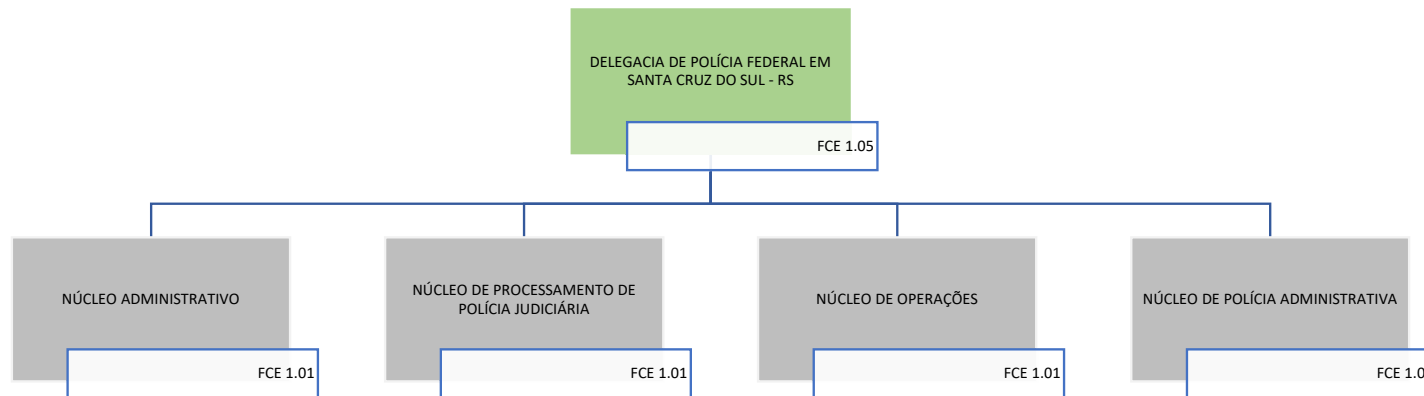 DELEGACIA DE POLÍCIA FEDERAL EM
SANTA CRUZ DO SUL - RS
FCE 1.05
NÚCLEO ADMINISTRATIVO
FCE 1.01
NÚCLEO DE PROCESSAMENTO DE
POLÍCIA JUDICIÁRIA
FCE 1.01
NÚCLEO DE OPERAÇÕES
FCE 1.01
NÚCLEO DE POLÍCIA ADMINISTRATIVA
FCE